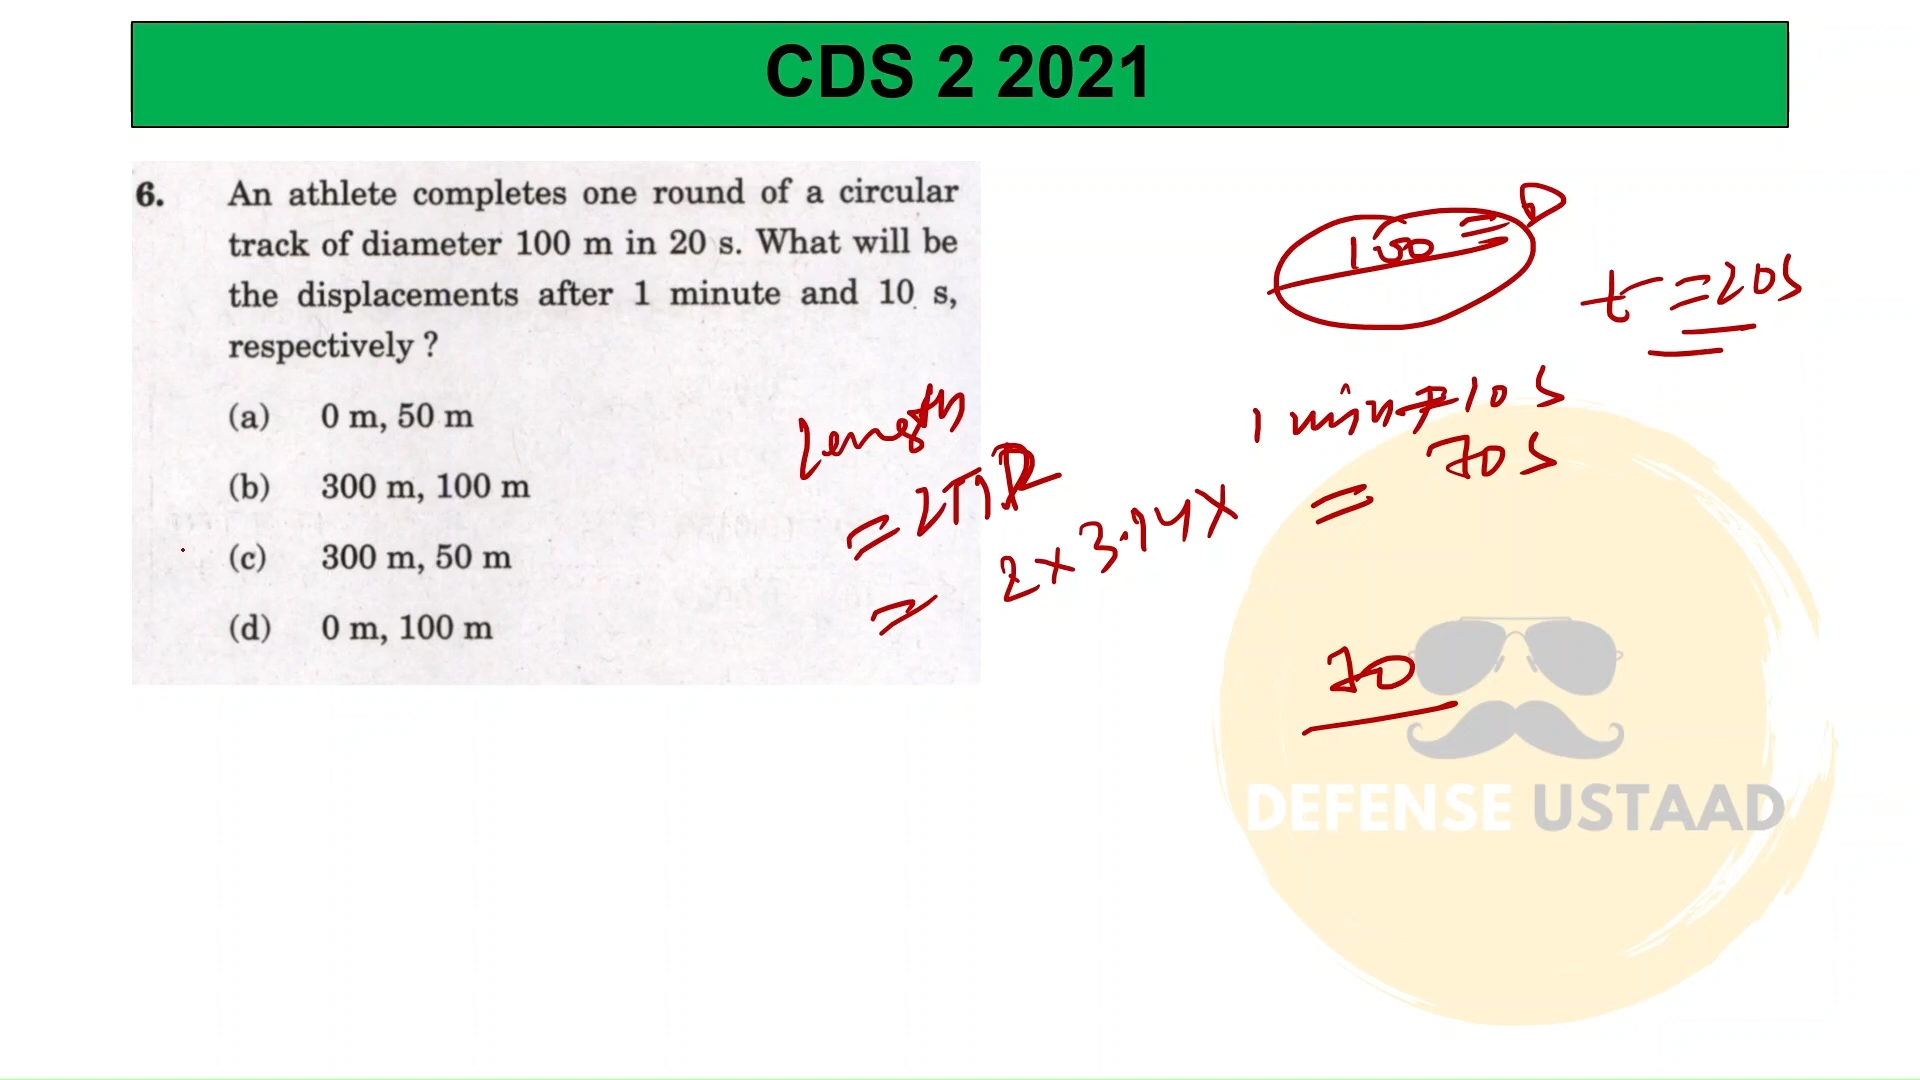 CDS 2 2021
6. An athlete completes one round of a circular
track of diameter 100 m in 20 s. What will be
the displacements after 1 minute and 10 s,
respectively ?
(a) 0 m, 50 m
(b) 300 m, 100 m
(c) 300 m, 50 m
(d) 0 m, 100 m
100 = D
t = 20s
1 min 10 s
= 70 s
Length
= 2πR
= 2 x 3.14 x
70
DEFENSE USTAAD